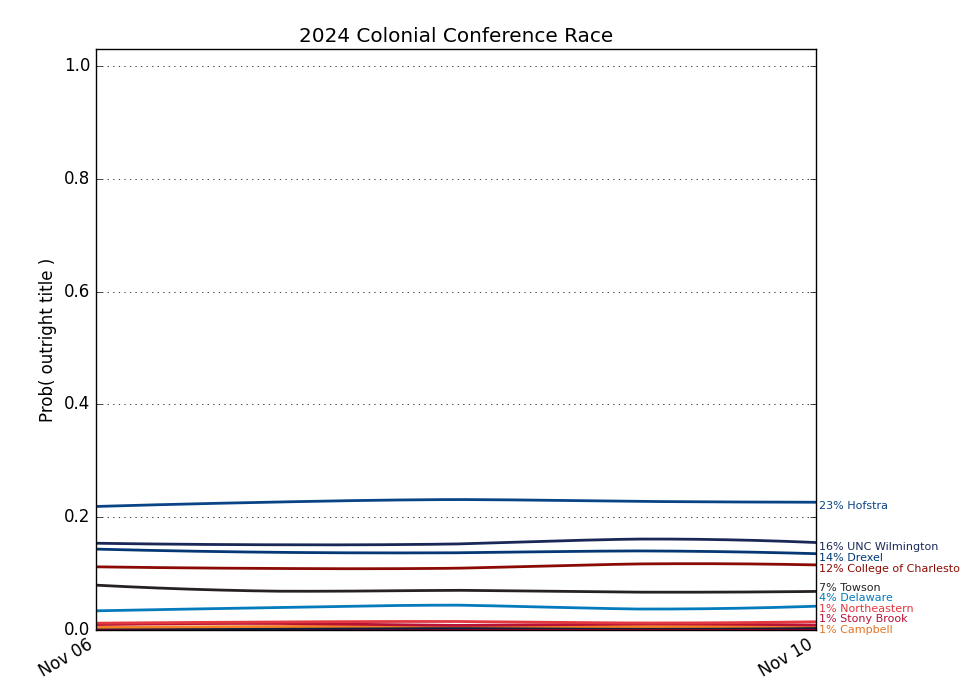 2024 Colonial Conference Race
Prob( outright title )
1.0
0.8
0.6
0.4
0.2
0.0
Nov 06
Nov 10
23% Hofstra
16% UNC Wilmington
14% Drexel
12% College of Charlesto
7% Towson
4% Delaware
1% Northeastern
1% Stony Brook
1% Campbell